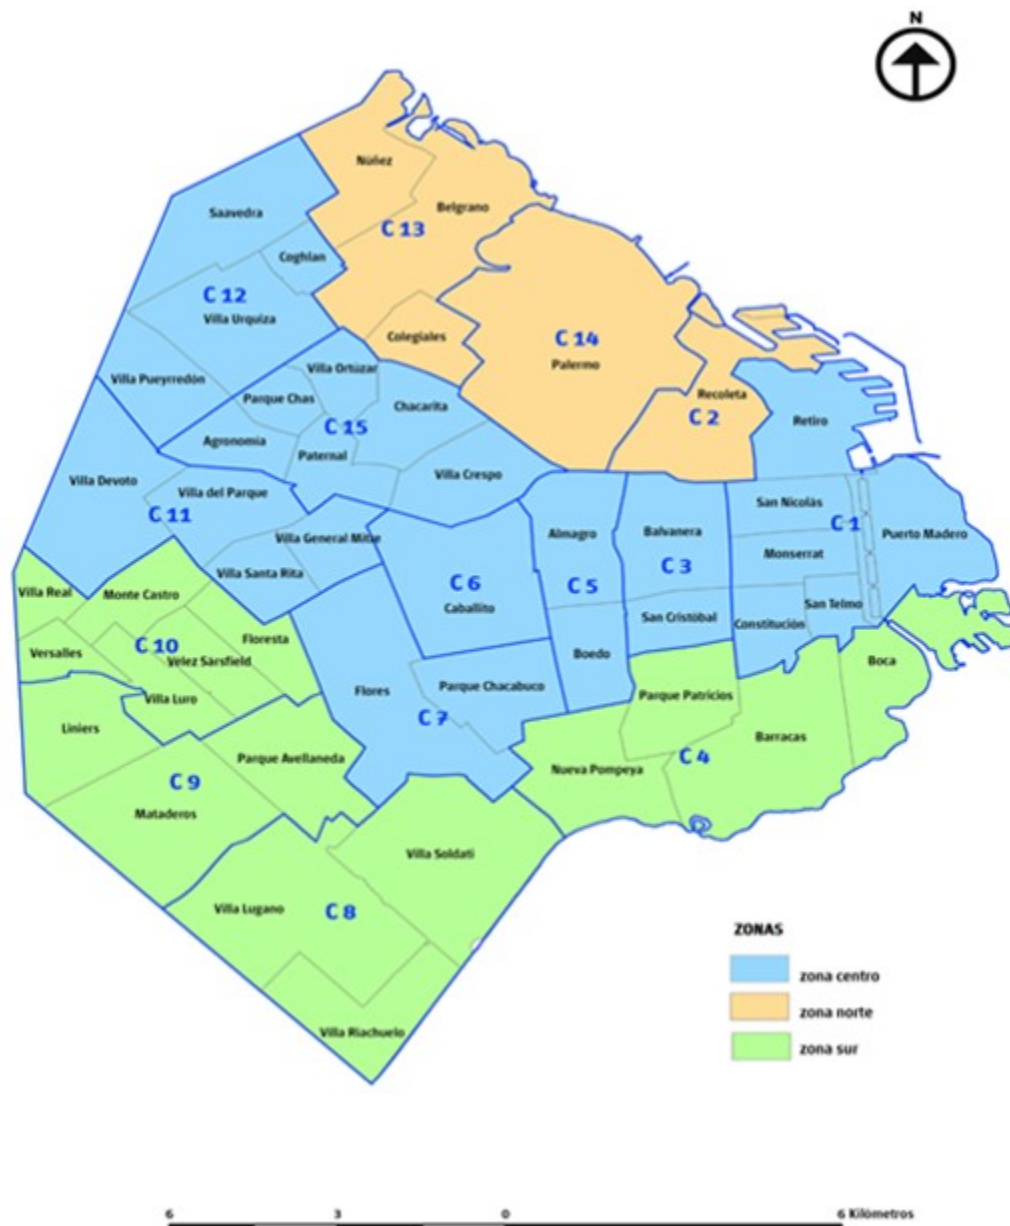 N
Núñez
Saavedra
Belgrano
C 13
Coghlan
C 12
Villa Urquiza
Colegiales
C 14
Palermo
Villa Ortúzar
Villa Pueyrredón
Parque Chas
Chacarita
Recoleta
C 2
Retiro
C 15
Agronomía
Paternal
Villa Crespo
Villa Devoto
Villa del Parque
C 11
San Nicolás
C 1
Puerto Madero
Almagro
Balvanera
Villa General Mitre
Monserrat
Villa Santa Rita
C 6
Caballito
C 5
C 3
Villa Real
Monte Castro
San Telmo
San Cristóbal
Constitución
Floresta
C 10
Versalles
Velez Sarsfield
Boedo
Boca
Flores
Parque Chacabuco
Parque Patricios
Villa Luro
C 7
Liniers
Barracas
Parque Avellaneda
C 4
Nueva Pompeya
C 9
Mataderos
Villa Soldati
Villa Lugano
C 8
Villa Riachuelo
ZONAS
zona centro
zona norte
zona sur
6 3 0 6 Kilómetros